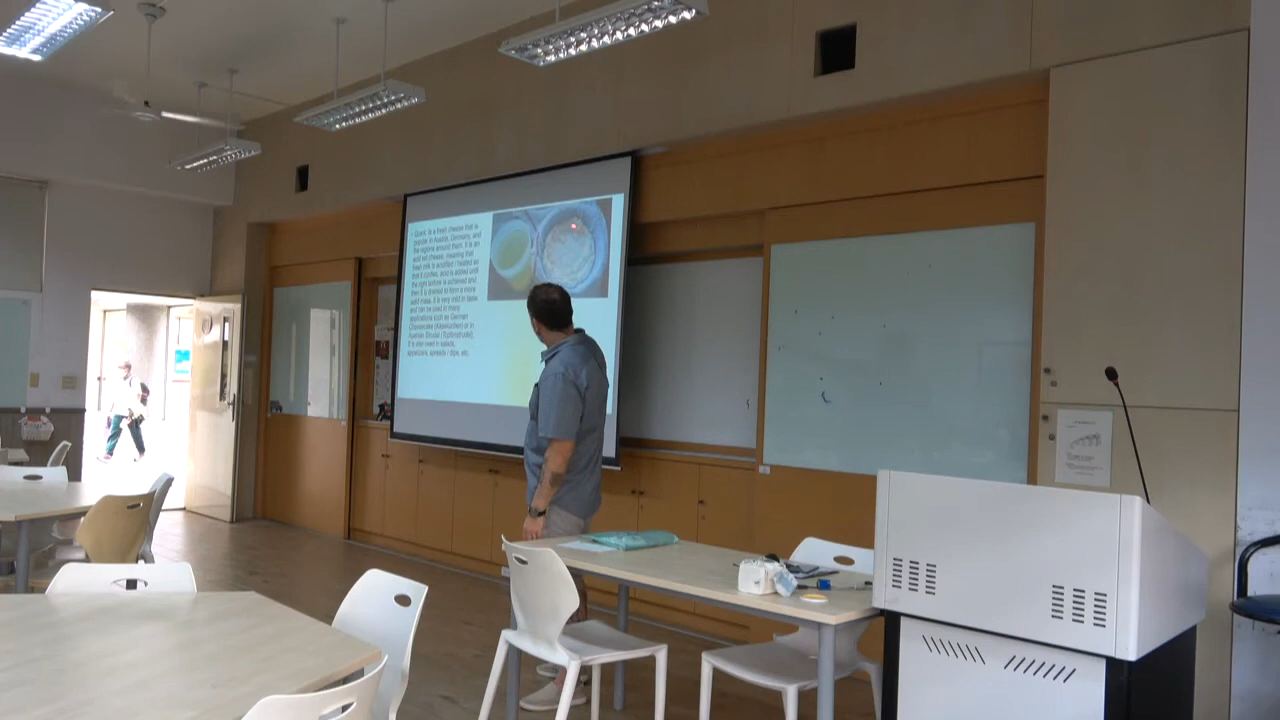 • Quark, is a fresh cheese that is
popular in Austria, Germany, and
the regions around them. It is an
acid set cheese, meaning that
fresh milk is acidified / heated so
that it curdles, acid is added until
the right texture is achieved and
then it is drained to form a more
solid mass. It is very mild in taste
and can be used in many
applications such as German
Cheesecake (Käsekuchen) or in
Austrian Strudel (Topfenstrudel).
It is also used in salads,
appetizers, spreads / dips, etc.